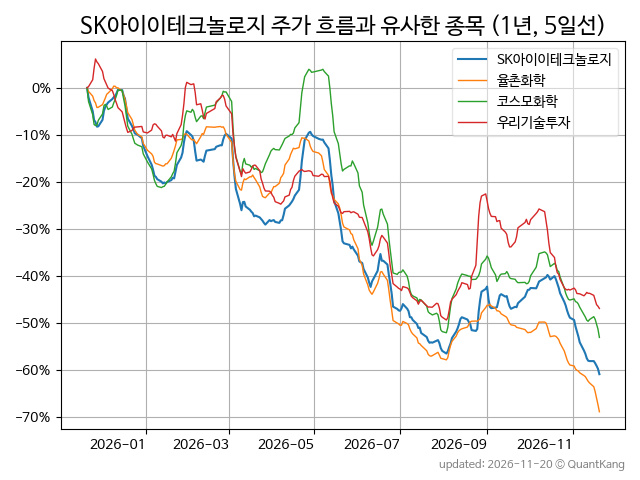 SK아이이테크놀로지 주가 흐름과 유사한 종목 (1년, 5일선)
SK아이이테크놀로지
율촌화학
코스모화학
우리기술투자
0%
−10%
−20%
−30%
−40%
−50%
−60%
−70%
2026-01
2026-03
2026-05
2026-07
2026-09
2026-11
updated: 2026-11-20 © QuantKang